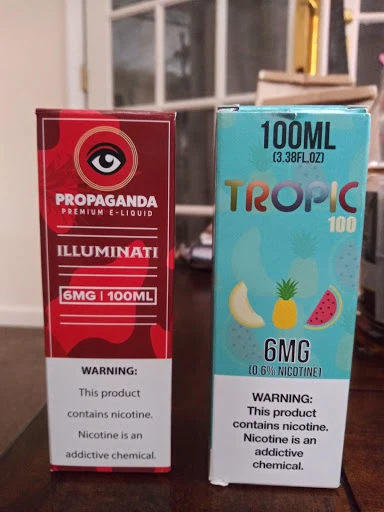 PROPAGANDA
PREMIUM E-LIQUID
ILLUMINATI
6MG | 100ML
WARNING:
This product
contains nicotine.
Nicotine is an
addictive chemical.
100ML
(3.38FL.OZ)
TROPIC
100
6MG
(0.6% NICOTINE)
WARNING:
This product
contains nicotine.
Nicotine is an
addictive
chemical.